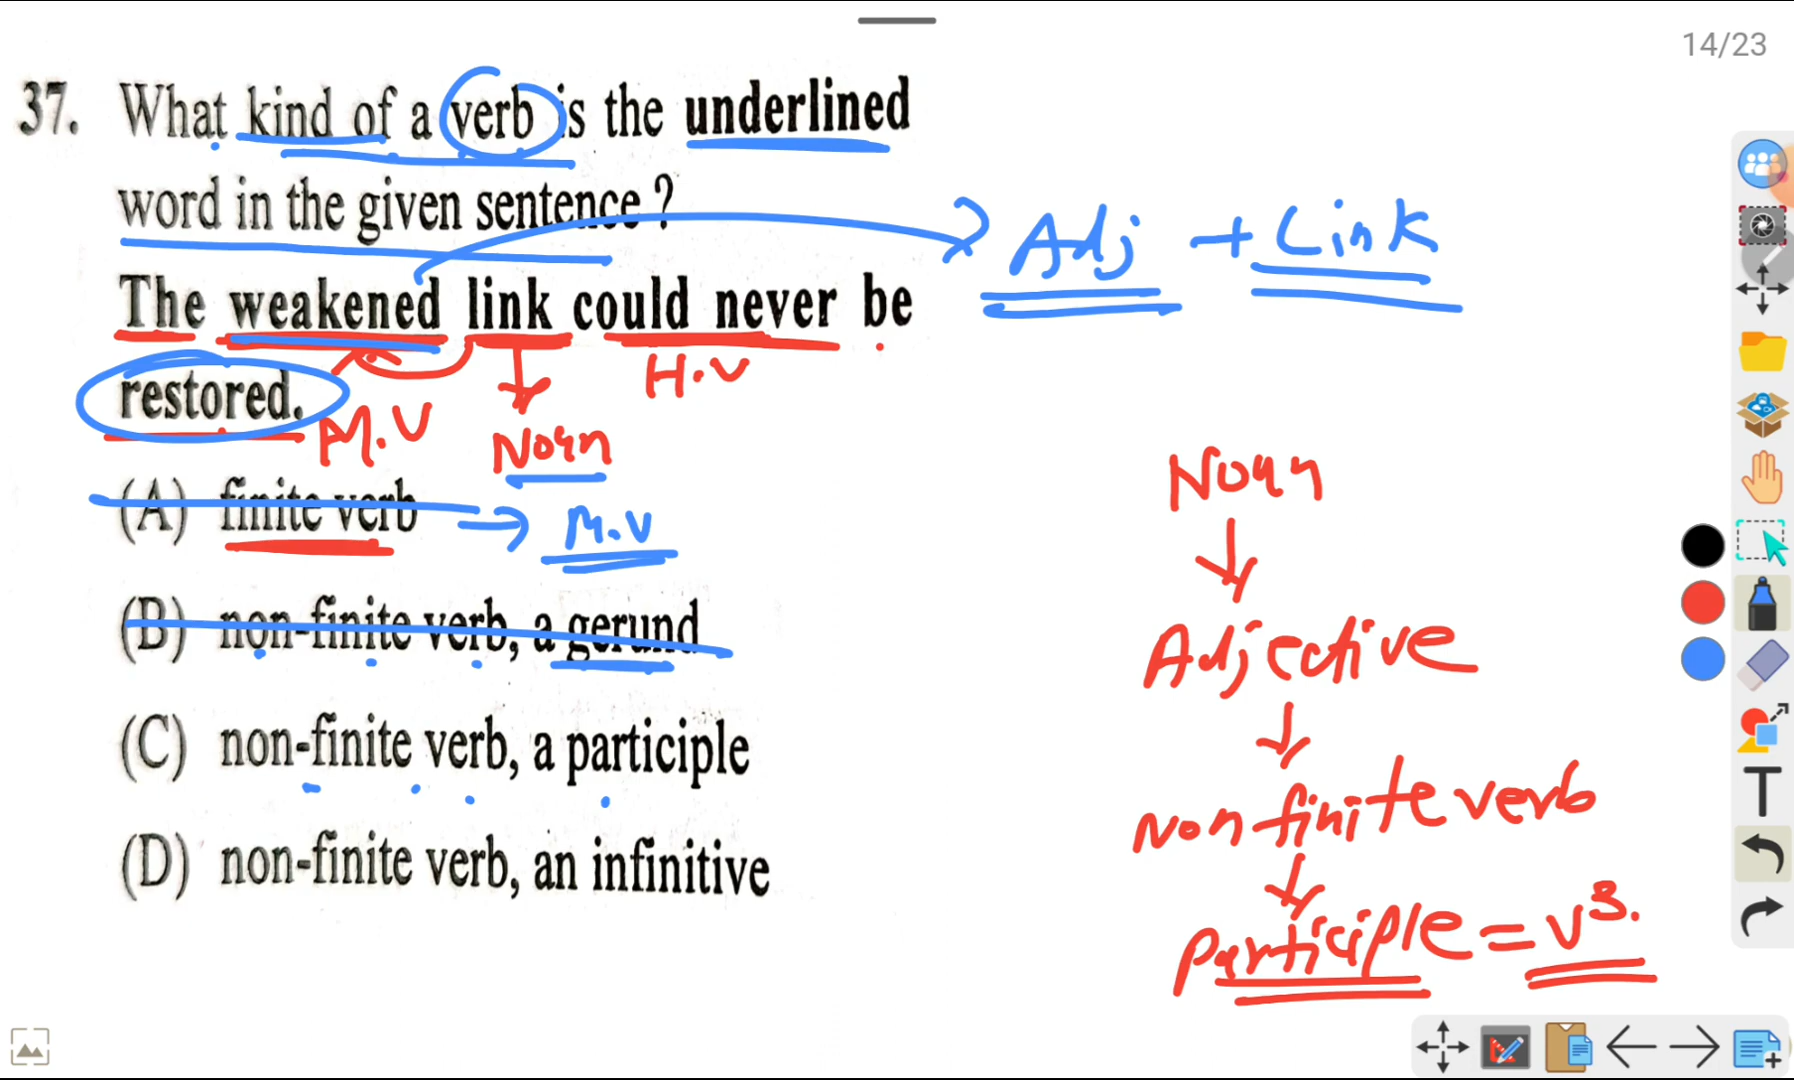 14/23
37. What kind of a verb is the underlined
word in the given sentence ?
Adj + Link
The weakened link could never be
H.V
restored.
M.V
Noun
Noun
(A) finite verb
M.V
(B) non-finite verb, a gerund
Adjective
(C) non-finite verb, a participle
Non finite verb
(D) non-finite verb, an infinitive
Participle = V3.
T